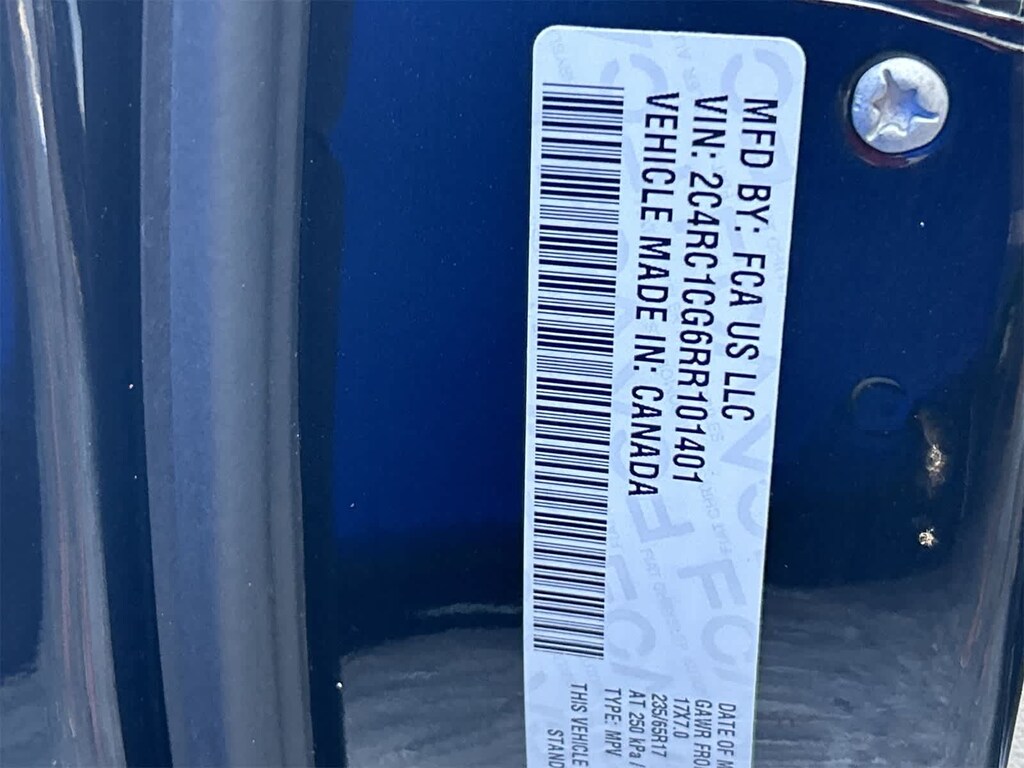 MFD BY: FCA US LLC
VIN: 2C4RC1CG6RR101401
VEHICLE MADE IN: CANADA
DATE OF M
GAWR FRO
17X7.0
235/65R17
AT 250 kPa /
TYPE: MPV
THIS VEHICLE
STAND